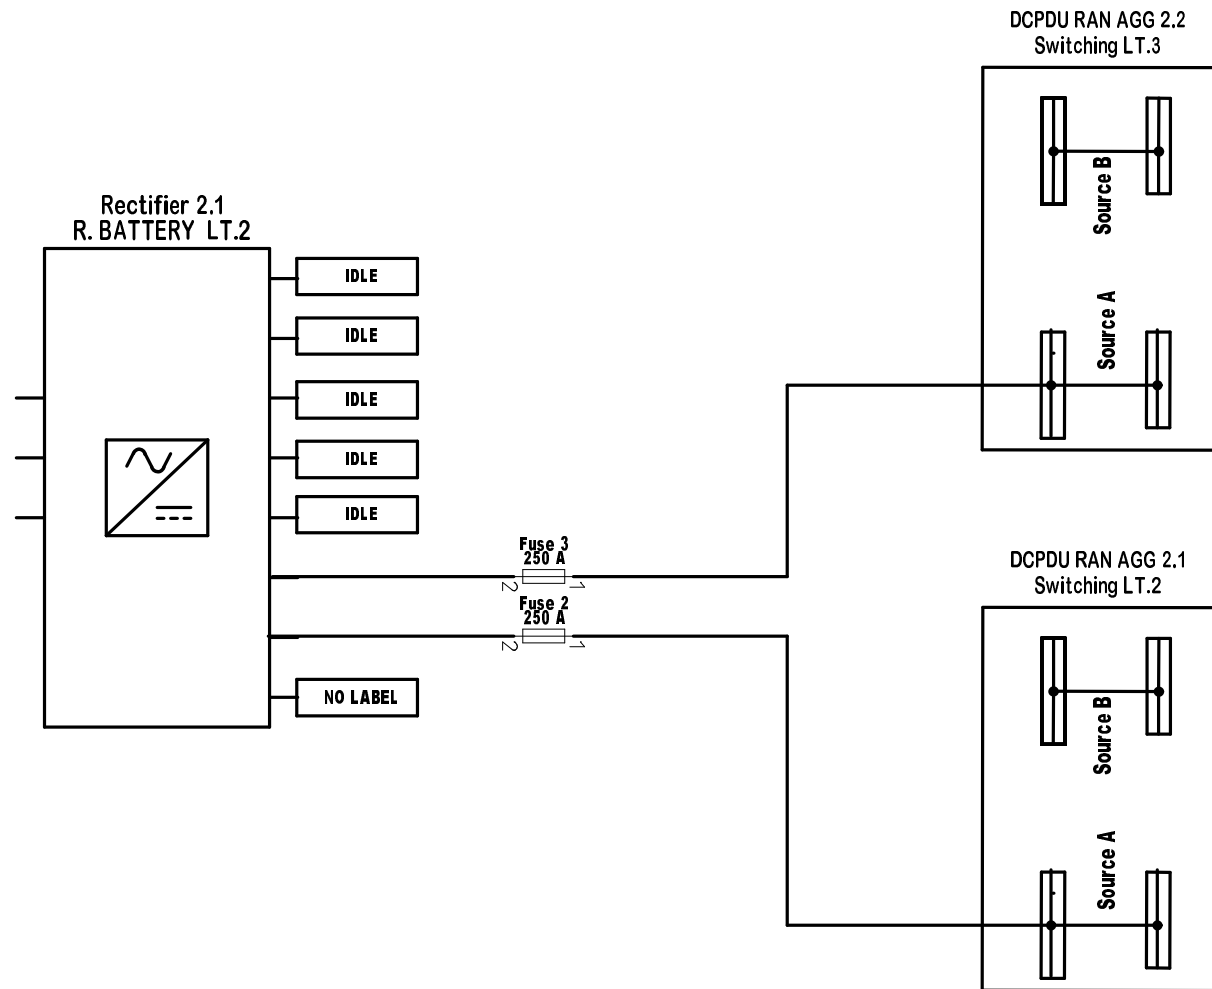 DCPDU RAN AGG 2.2
Switching LT.3
Source B
Source A
Rectifier 2.1
R. BATTERY LT.2
IDLE
IDLE
IDLE
IDLE
IDLE
Fuse 3
250 A
2
1
Fuse 2
250 A
2
1
NO LABEL
DCPDU RAN AGG 2.1
Switching LT.2
Source B
Source A